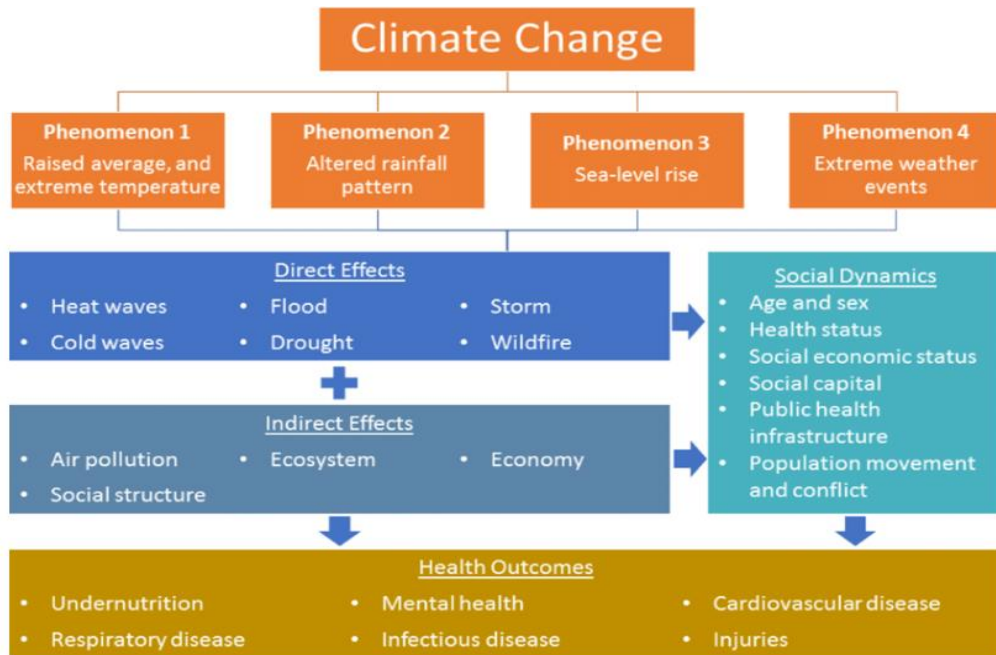 Climate Change
Phenomenon 1
Raised average, and
extreme temperature
Phenomenon 2
Altered rainfall
pattern
Phenomenon 3
Sea-level rise
Phenomenon 4
Extreme weather
events
Direct Effects
• Heat waves
• Cold waves
• Flood
• Drought
• Storm
• Wildfire
Social Dynamics
• Age and sex
• Health status
• Social economic status
• Social capital
• Public health
infrastructure
• Population movement
and conflict
Indirect Effects
• Air pollution
• Social structure
• Ecosystem
• Economy
Health Outcomes
• Undernutrition
• Respiratory disease
• Mental health
• Infectious disease
• Cardiovascular disease
• Injuries